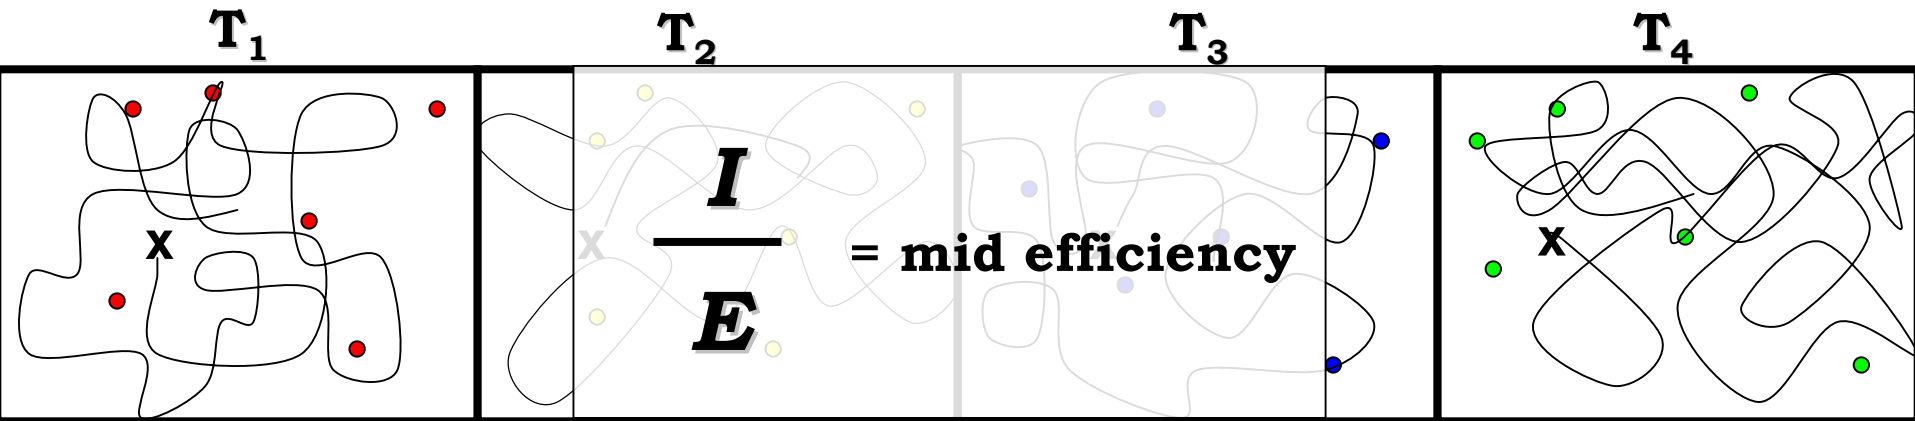 T1 T2 T3 T4
X X X X
I
E
= mid efficiency